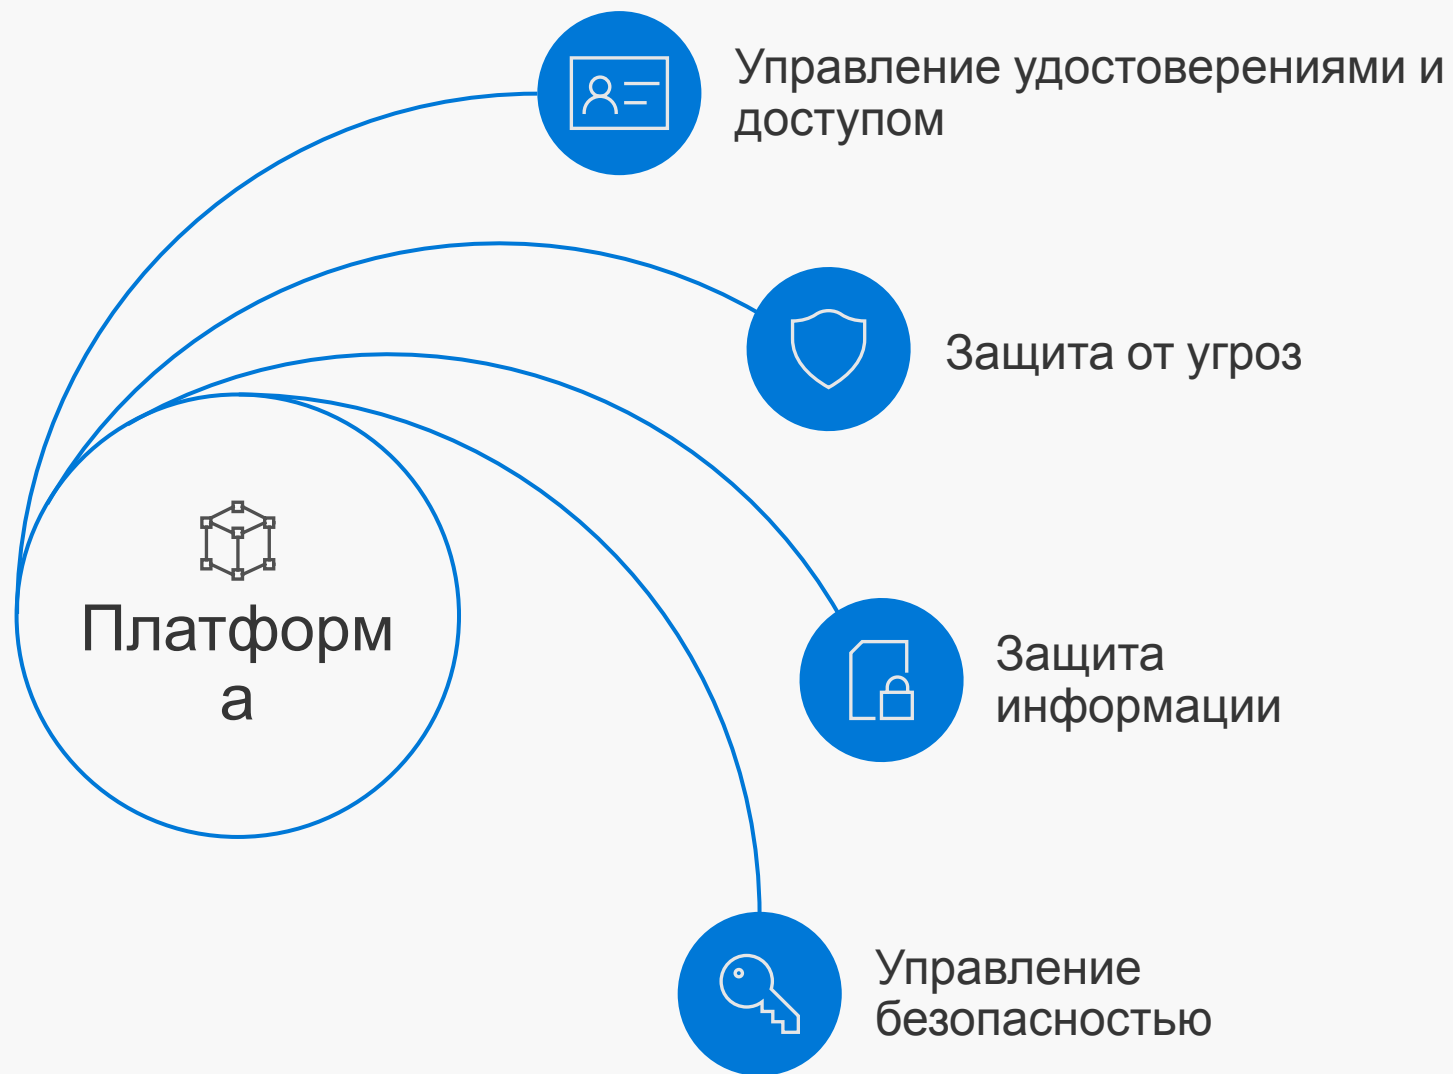 Управление удостоверениями и
доступом
Защита от угроз
Платформ
а
Защита
информации
Управление
безопасностью